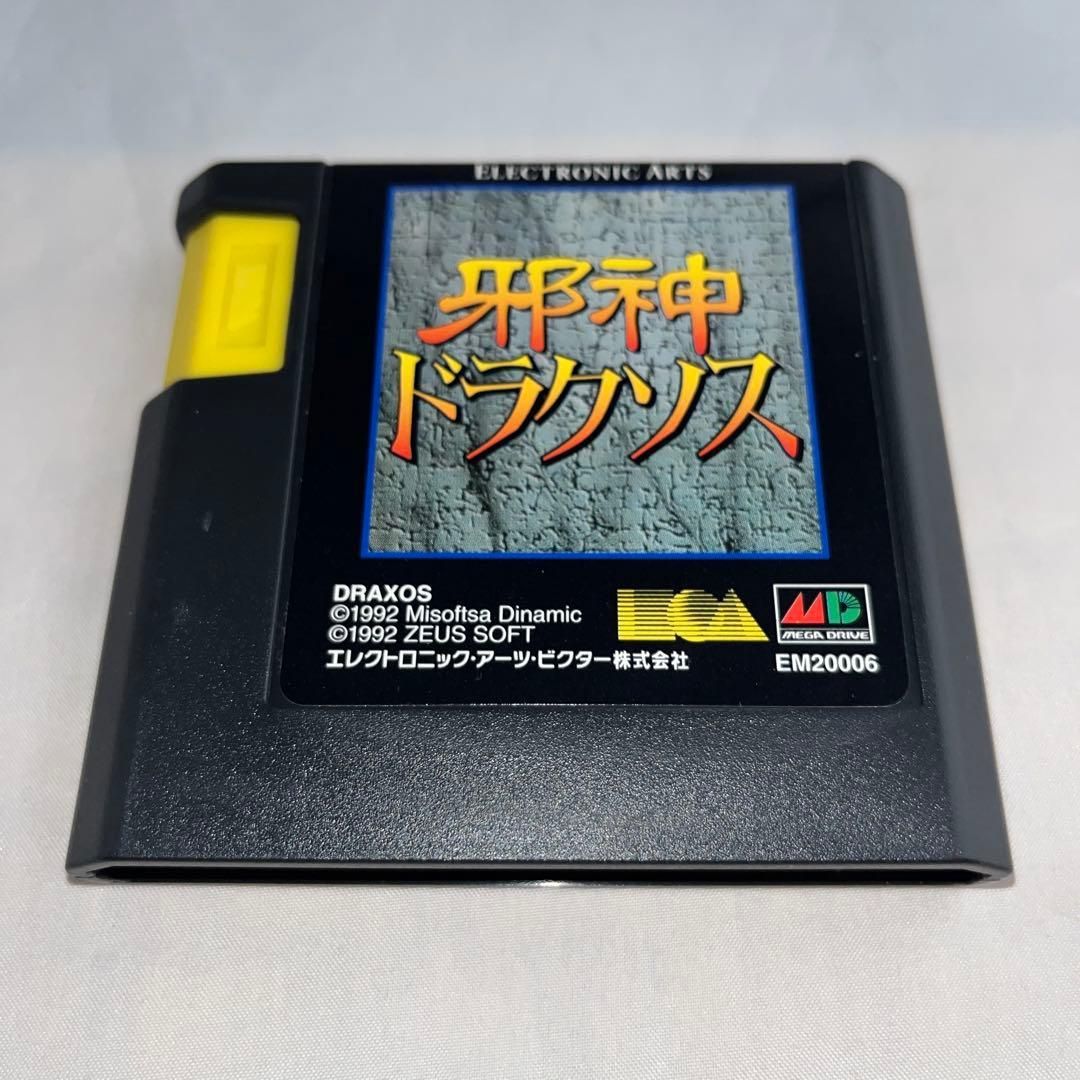 ELECTRONIC ARTS
邪神
ドラクソス
DRAXOS
©1992 Misoftsa Dinamic
©1992 ZEUS SOFT
エレクトロニック・アーツ・ビクター株式会社
ECA
MD
MEGA DRIVE
EM20006